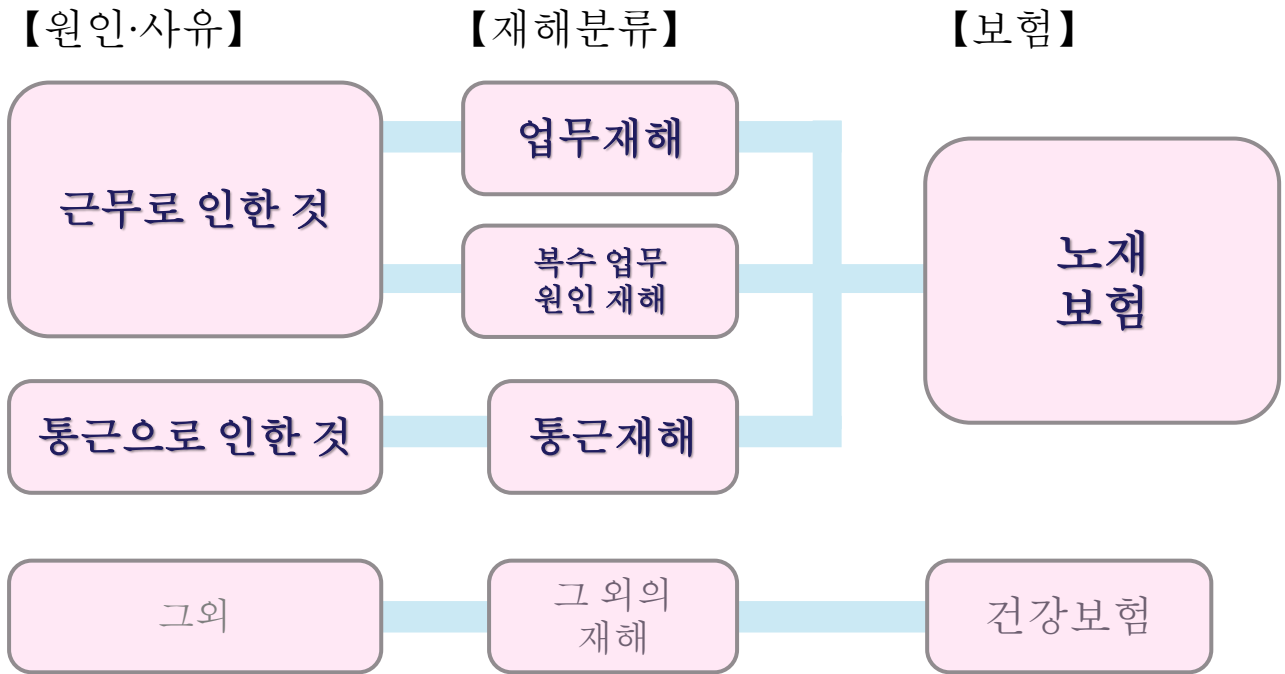 【원인·사유】
【재해분류】
【보험】
근무로 인한 것
업무재해
복수 업무
원인 재해
노재
보험
통근으로 인한 것
통근재해
그외
그 외의
재해
건강보험